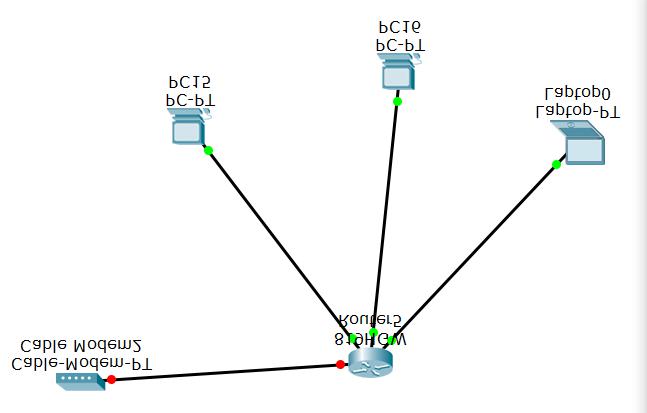 Cable-Modem-PT
Cable Modem2
819HGW
Router5
Laptop-PT
Laptop0
PC-PT
PC15
PC-PT
PC16